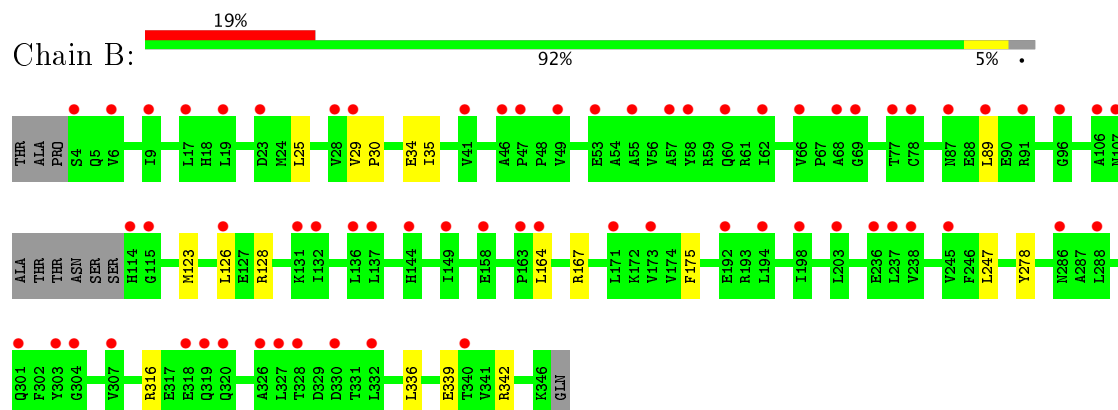 19%
Chain B:
92% 5% .
THR ALA PRO S4 Q5 V6 I9 L17 H18 L19 D23 M24 L25 V28 V29 P30 E34 I35 V41 A46 P47 P48 V49 E53 A54 A55 V56 A57 Y58 R59 Q60 R61 I62 V66 P67 A68 G69 T77 C78 N87 E88 L89 E90 R91 G96 A106 N107
ALA THR THR ASN SER SER H114 G115 M123 L126 E127 R128 K131 I132 L136 L137 H144 I149 E158 P163 L164 R167 L171 K172 V173 V174 F175 E192 R193 L194 I198 L203 E236 L237 V238 V245 F246 L247 Y278 N286 A287 L288
Q301 F302 Y303 G304 V307 R316 E317 E318 Q319 Q320 A326 L327 T328 D329 D330 T331 L332 L336 E339 T340 V341 R342 K346 GLN